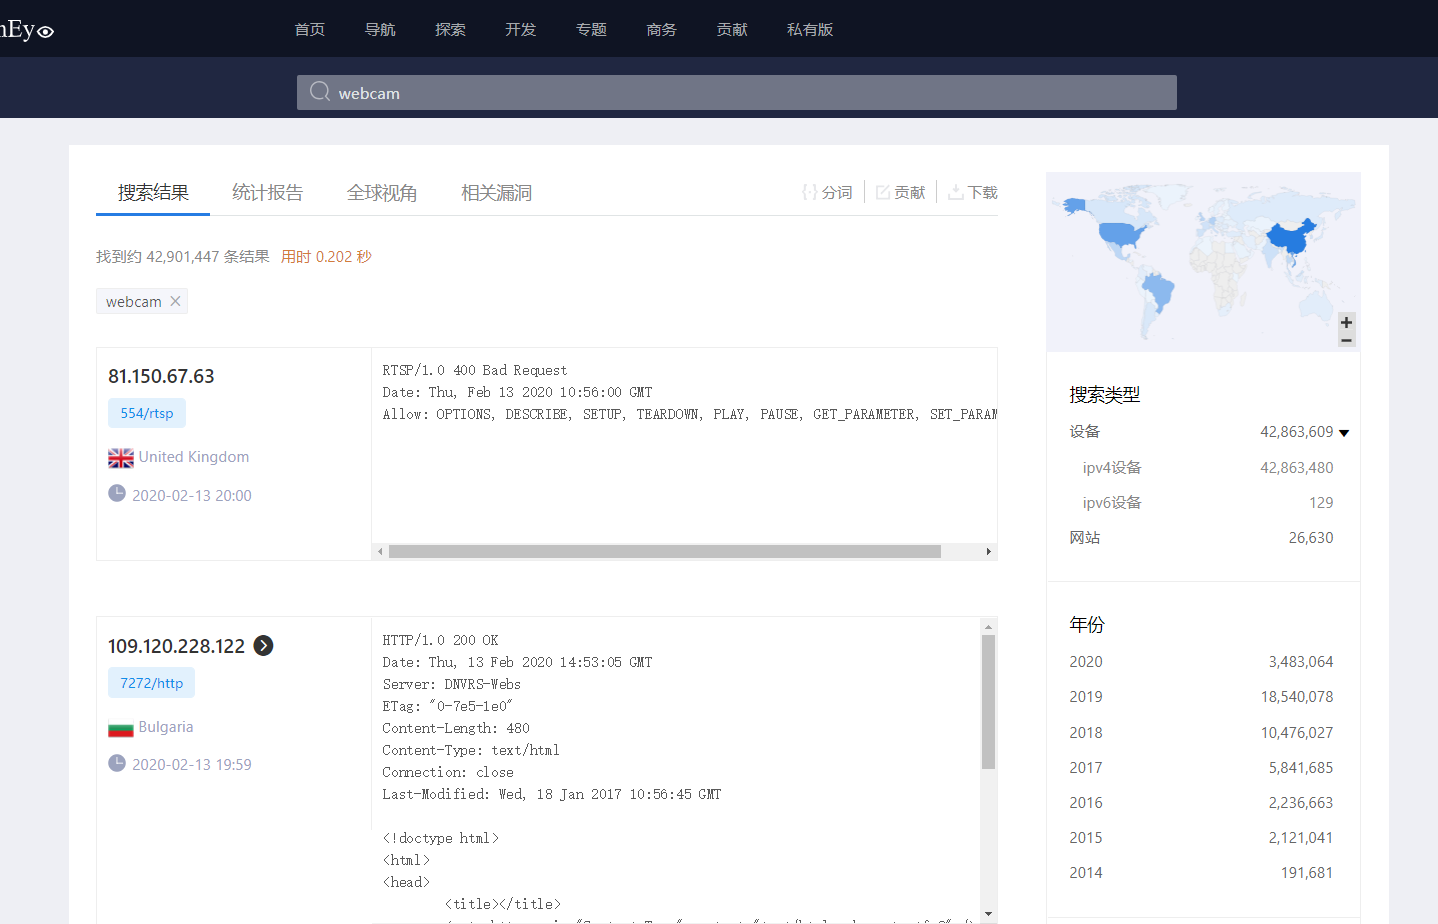 mEy
首页 导航 探索 开发 专题 商务 贡献 私有版
webcam
搜索结果 统计报告 全球视角 相关漏洞
分词 贡献 下载
找到约 42,901,447 条结果 用时 0.202 秒
webcam
81.150.67.63
554/rtsp
United Kingdom
2020-02-13 20:00
RTSP/1.0 400 Bad Request
Date: Thu, Feb 13 2020 10:56:00 GMT
Allow: OPTIONS, DESCRIBE, SETUP, TEARDOWN, PLAY, PAUSE, GET_PARAMETER, SET_PARAM
109.120.228.122
7272/http
Bulgaria
2020-02-13 19:59
HTTP/1.0 200 OK
Date: Thu, 13 Feb 2020 14:53:05 GMT
Server: DNVRS-Webs
ETag: "0-7e5-1e0"
Content-Length: 480
Content-Type: text/html
Connection: close
Last-Modified: Wed, 18 Jan 2017 10:56:45 GMT
<!doctype html>
<html>
<head>
<title></title>
搜索类型
设备 42,863,609
ipv4设备 42,863,480
ipv6设备 129
网站 26,630
年份
2020 3,483,064
2019 18,540,078
2018 10,476,027
2017 5,841,685
2016 2,236,663
2015 2,121,041
2014 191,681